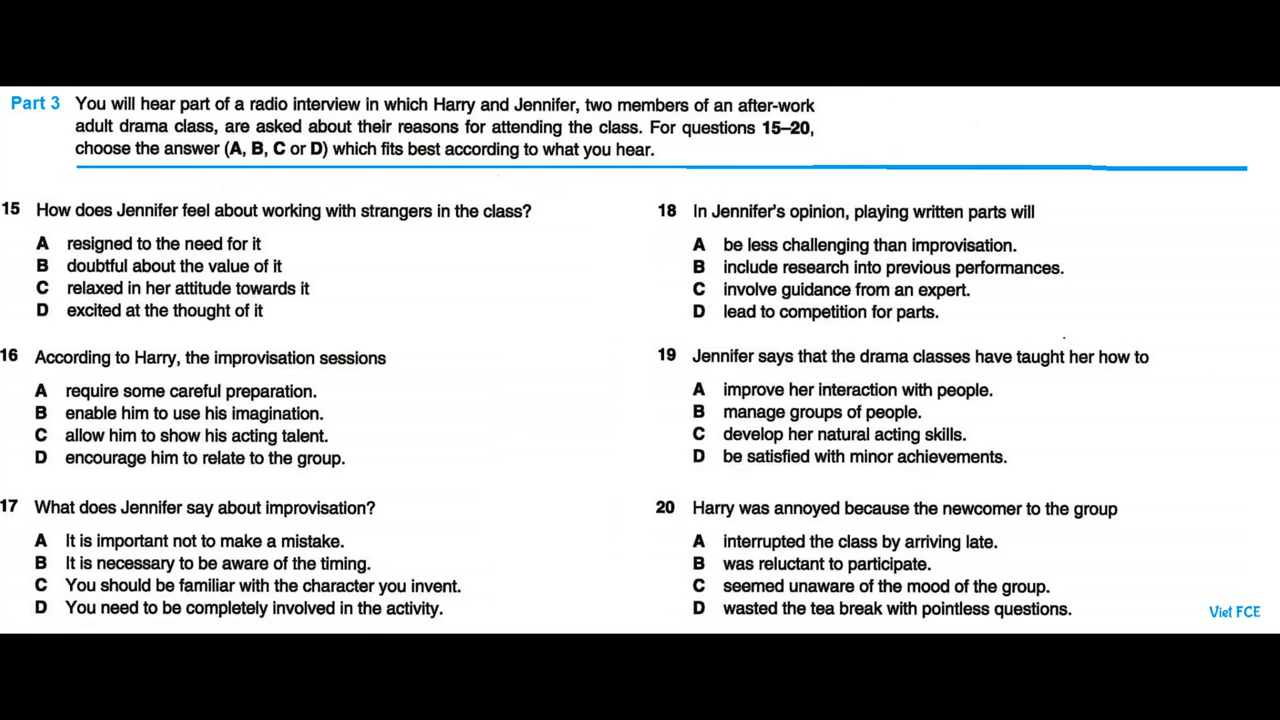 Part 3 You will hear part of a radio interview in which Harry and Jennifer, two members of an after-work
adult drama class, are asked about their reasons for attending the class. For questions 15–20,
choose the answer (A, B, C or D) which fits best according to what you hear.
15 How does Jennifer feel about working with strangers in the class?
A resigned to the need for it
B doubtful about the value of it
C relaxed in her attitude towards it
D excited at the thought of it
16 According to Harry, the improvisation sessions
A require some careful preparation.
B enable him to use his imagination.
C allow him to show his acting talent.
D encourage him to relate to the group.
17 What does Jennifer say about improvisation?
A It is important not to make a mistake.
B It is necessary to be aware of the timing.
C You should be familiar with the character you invent.
D You need to be completely involved in the activity.
18 In Jennifer's opinion, playing written parts will
A be less challenging than improvisation.
B include research into previous performances.
C involve guidance from an expert.
D lead to competition for parts.
19 Jennifer says that the drama classes have taught her how to
A improve her interaction with people.
B manage groups of people.
C develop her natural acting skills.
D be satisfied with minor achievements.
20 Harry was annoyed because the newcomer to the group
A interrupted the class by arriving late.
B was reluctant to participate.
C seemed unaware of the mood of the group.
D wasted the tea break with pointless questions.
Viet FCE